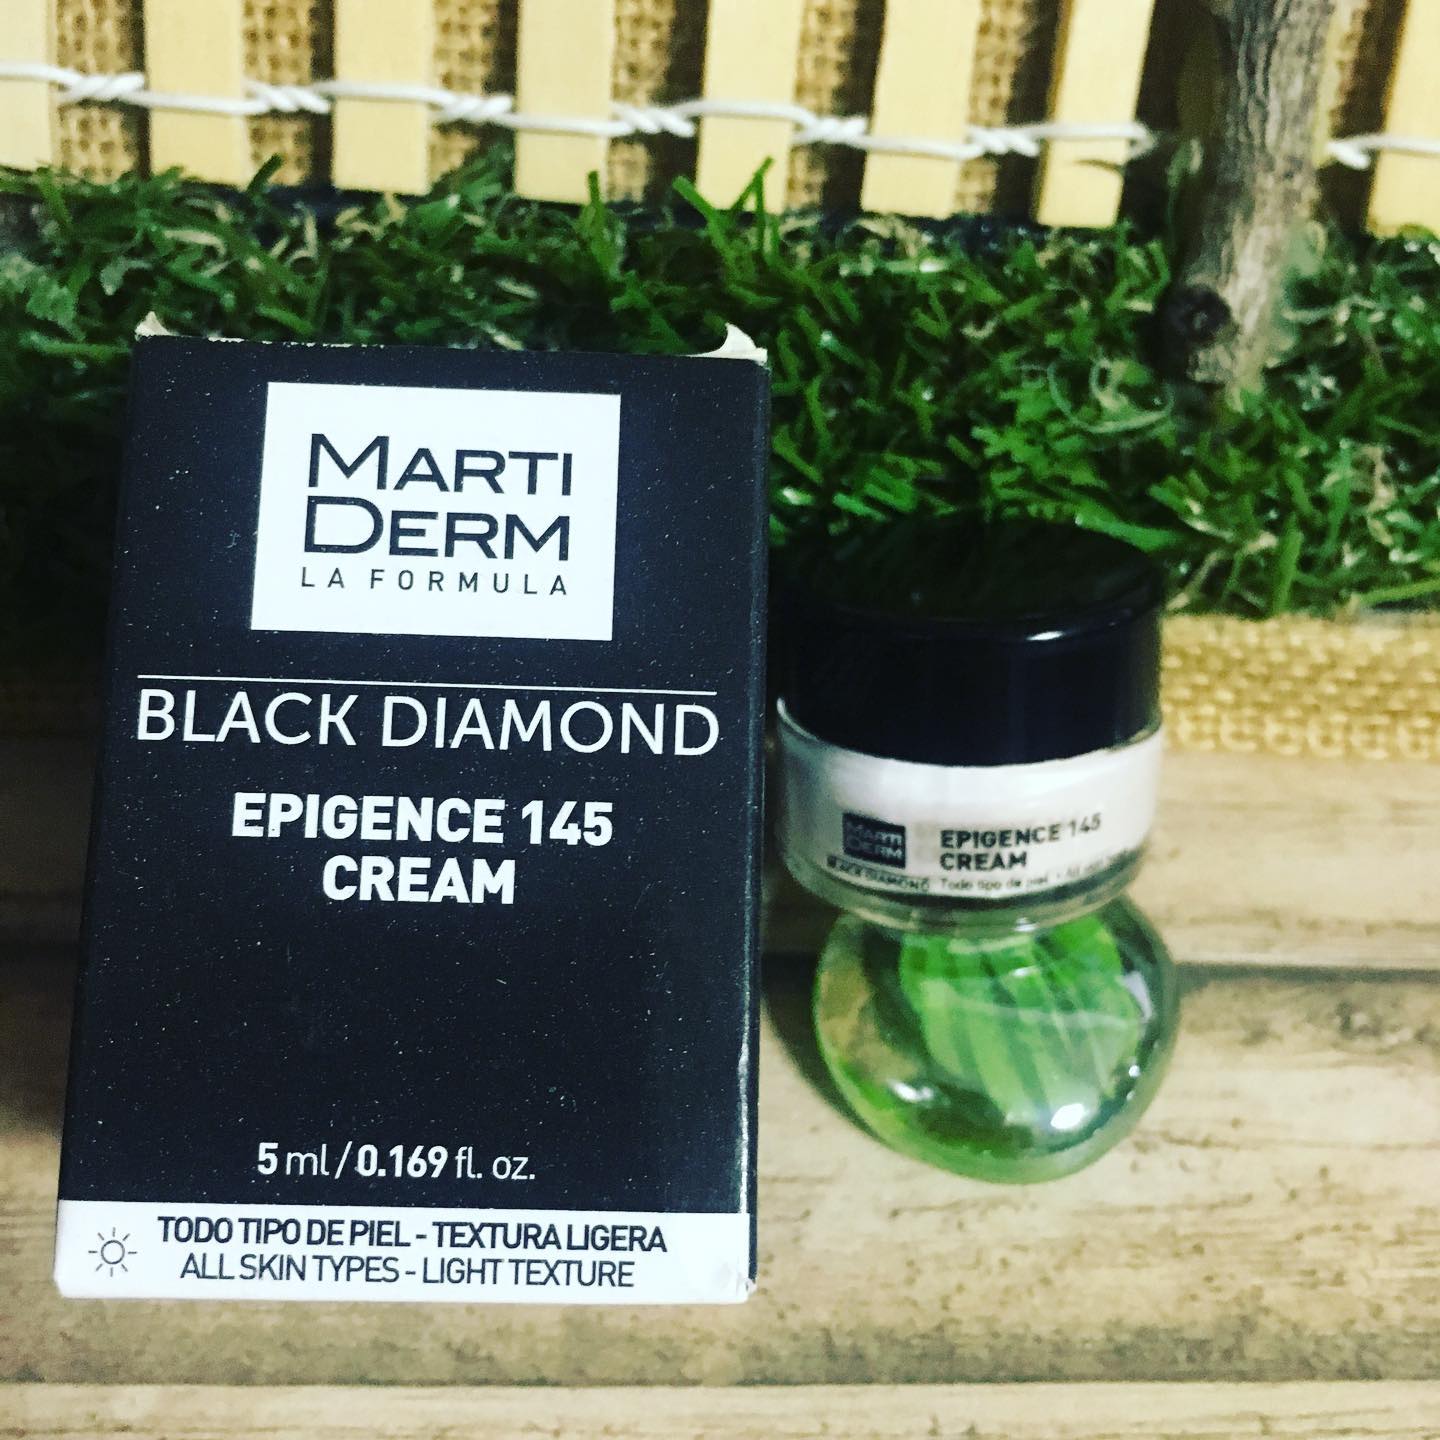 MARTI
DERM
LA FORMULA
BLACK DIAMOND
EPIGENCE 145
CREAM
5 ml / 0.169 fl. oz.
TODO TIPO DE PIEL - TEXTURA LIGERA
ALL SKIN TYPES - LIGHT TEXTURE
MARTI
DERM
BLACK DIAMOND
EPIGENCE 145
CREAM
Todo tipo de piel